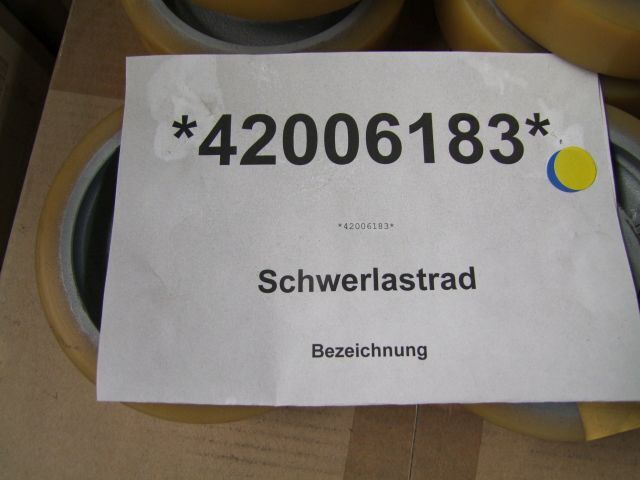 *42006183*
*42006183*
Schwerlastrad
Bezeichnung